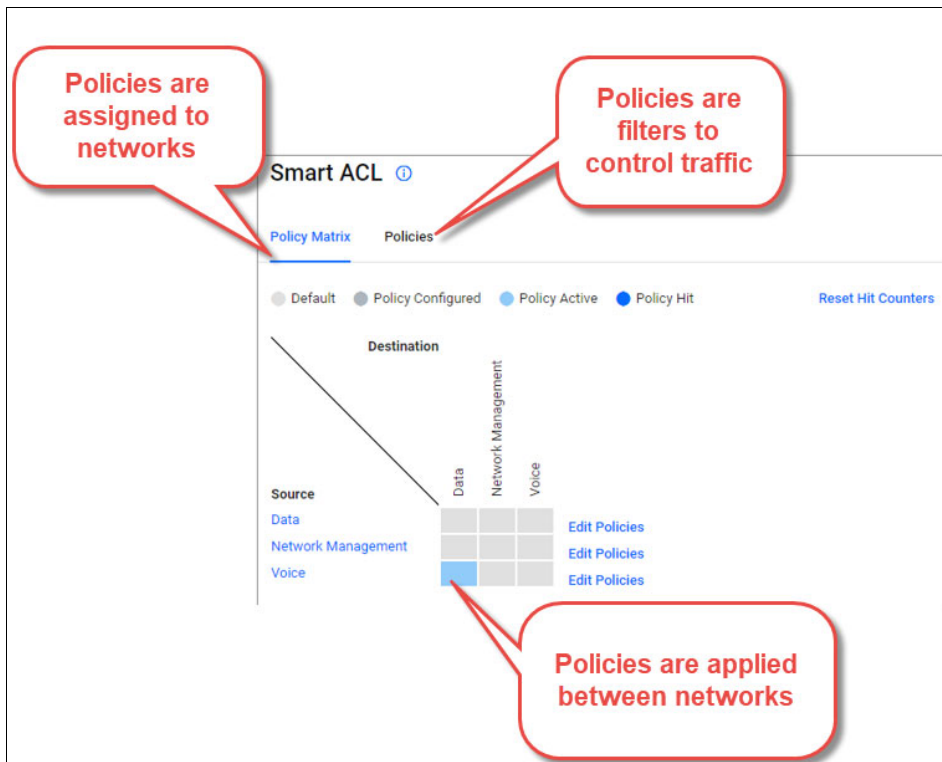 Policies are
assigned to
networks
Policies are
filters to
control traffic
Smart ACL
Policy Matrix Policies
Default Policy Configured Policy Active Policy Hit Reset Hit Counters
Destination
Data Network Management Voice
Source
Data Edit Policies
Network Management Edit Policies
Voice Edit Policies
Policies are applied
between networks